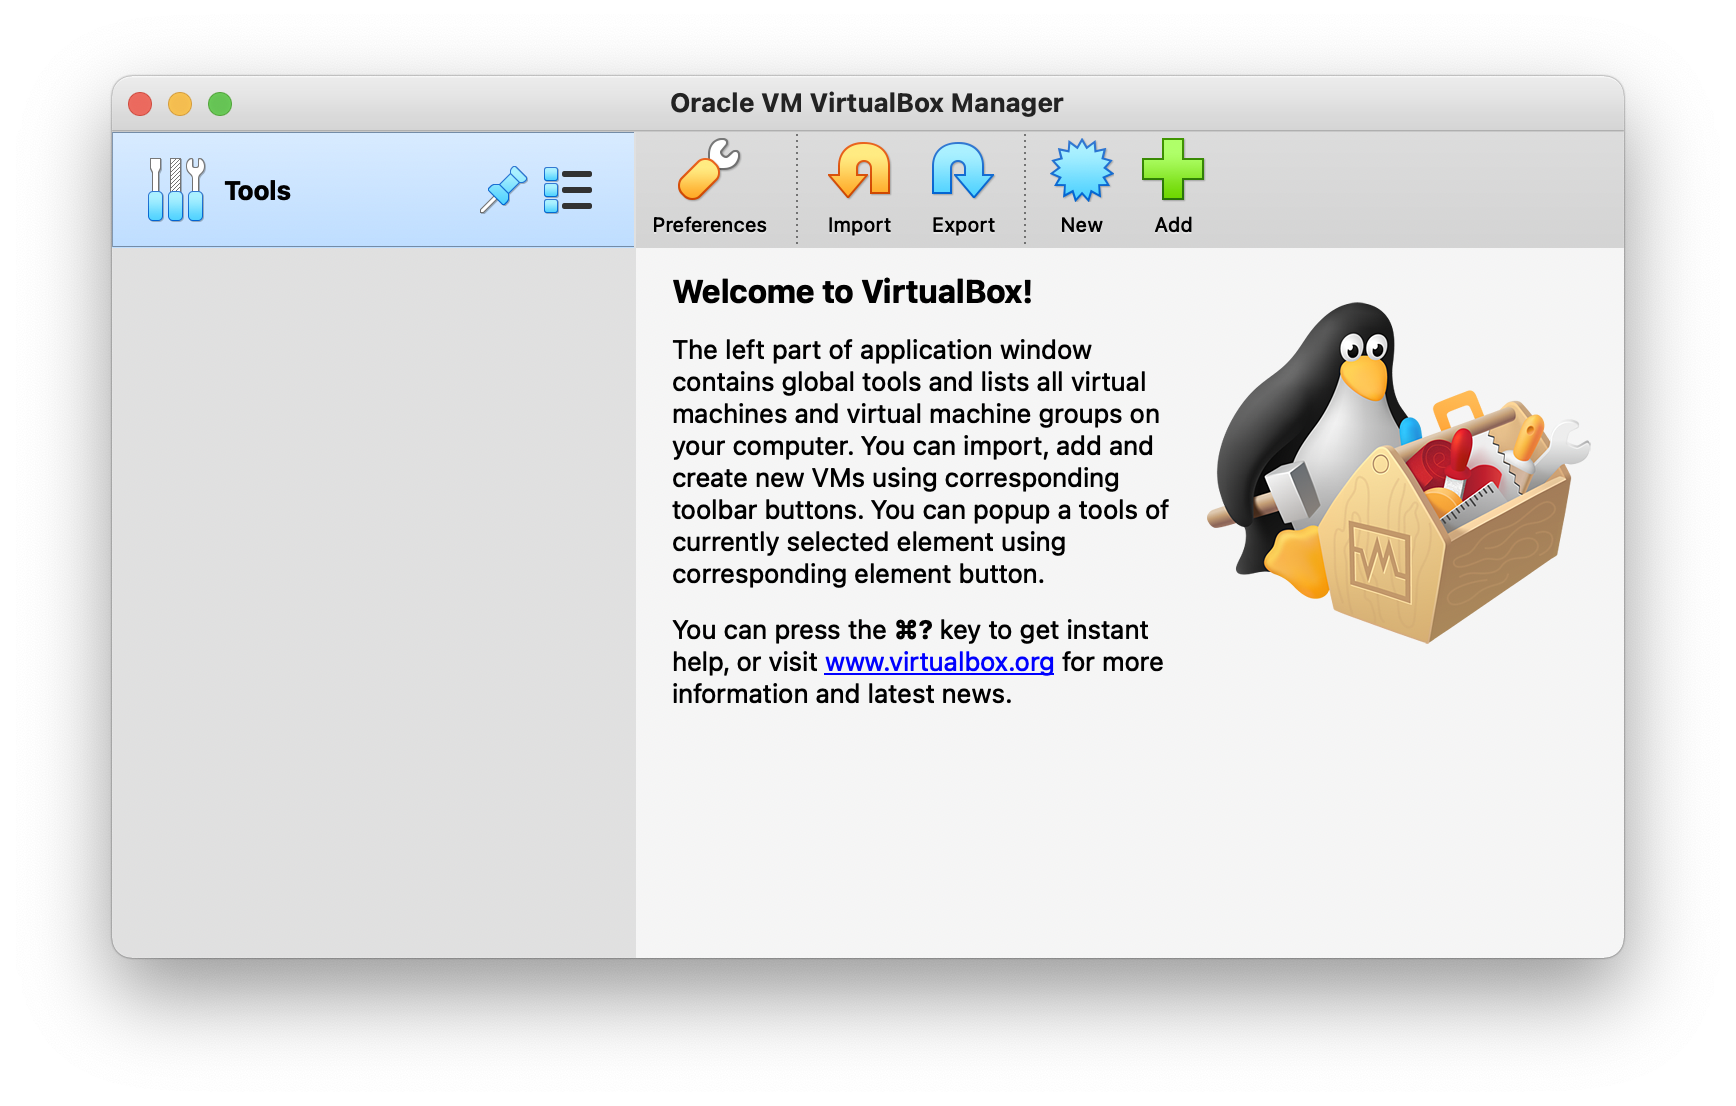 Oracle VM VirtualBox Manager
Tools
Preferences
Import
Export
New
Add
Welcome to VirtualBox!
The left part of application window
contains global tools and lists all virtual
machines and virtual machine groups on
your computer. You can import, add and
create new VMs using corresponding
toolbar buttons. You can popup a tools of
currently selected element using
corresponding element button.
You can press the ⌘? key to get instant
help, or visit www.virtualbox.org for more
information and latest news.